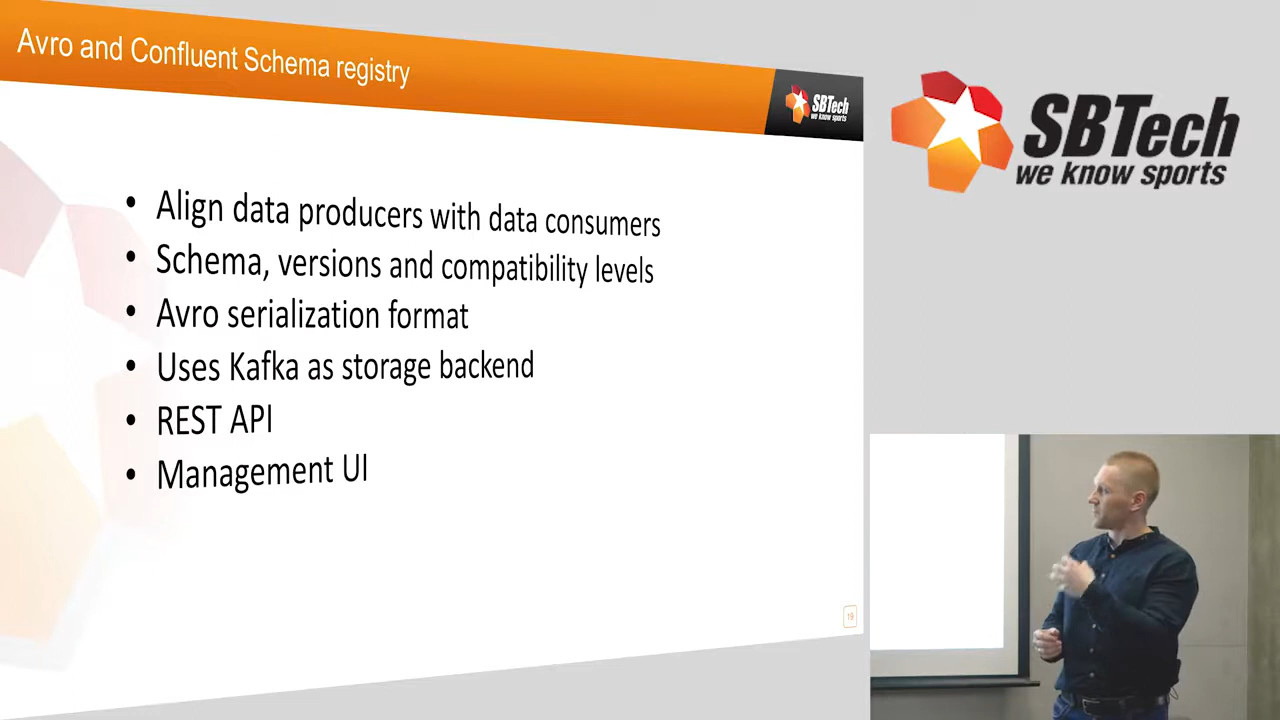 Avro and Confluent Schema registry
SBTech
we know sports
SBTech
we know sports
• Align data producers with data consumers
• Schema, versions and compatibility levels
• Avro serialization format
• Uses Kafka as storage backend
• REST API
• Management UI
19